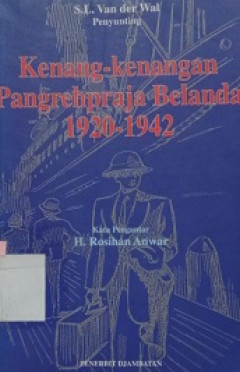 S.L. Van der Wal
Penyunting
Kenang-kenangan
Pangrehpraja Belanda
1920-1942
Kata Pengantar
H. Rosihan Anwar
PENERBIT DJAMBATAN